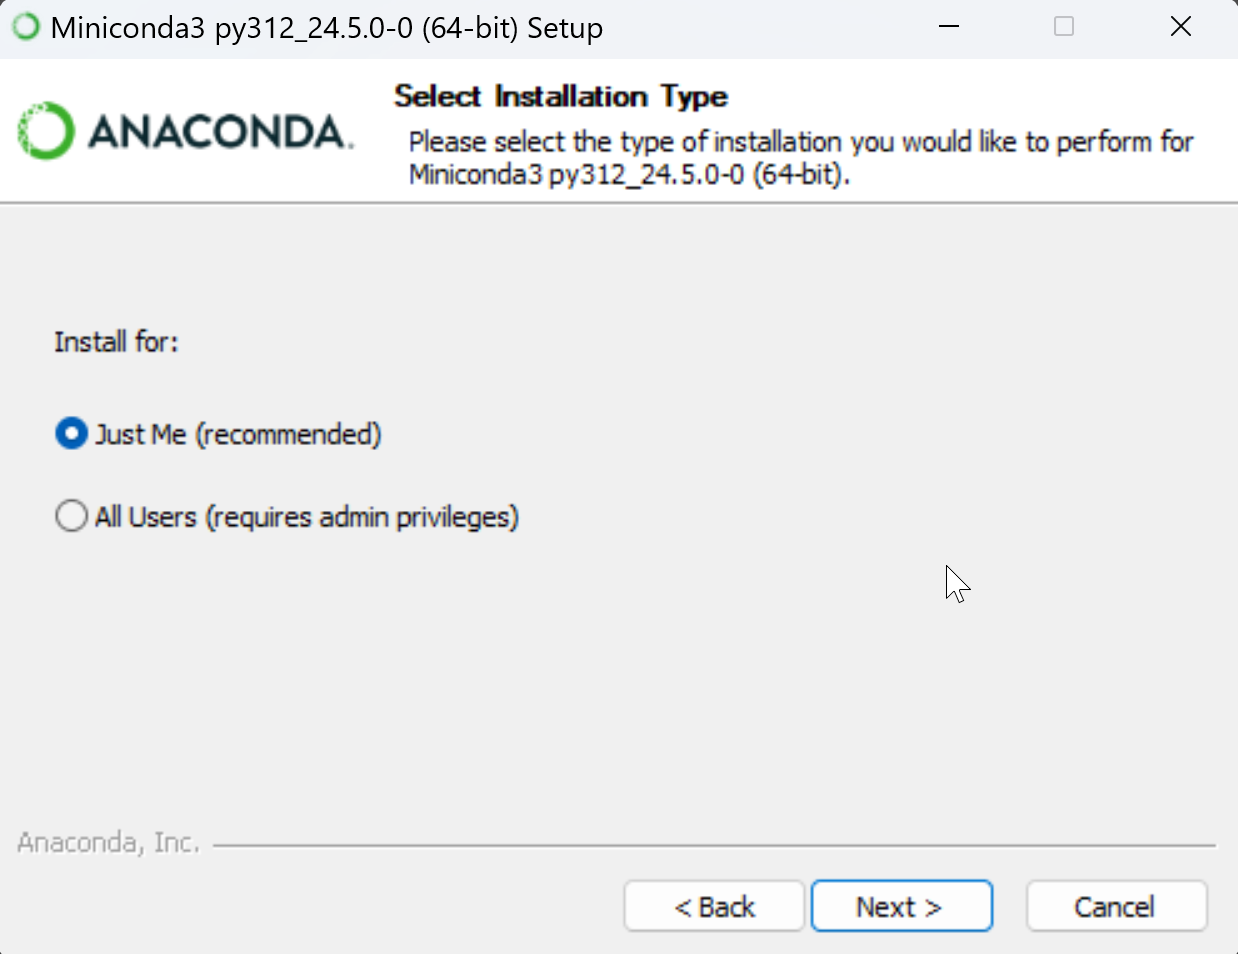 Miniconda3 py312_24.5.0-0 (64-bit) Setup
ANACONDA.
Select Installation Type
Please select the type of installation you would like to perform for
Miniconda3 py312_24.5.0-0 (64-bit).
Install for:
Just Me (recommended)
All Users (requires admin privileges)
Anaconda, Inc.
< Back
Next >
Cancel